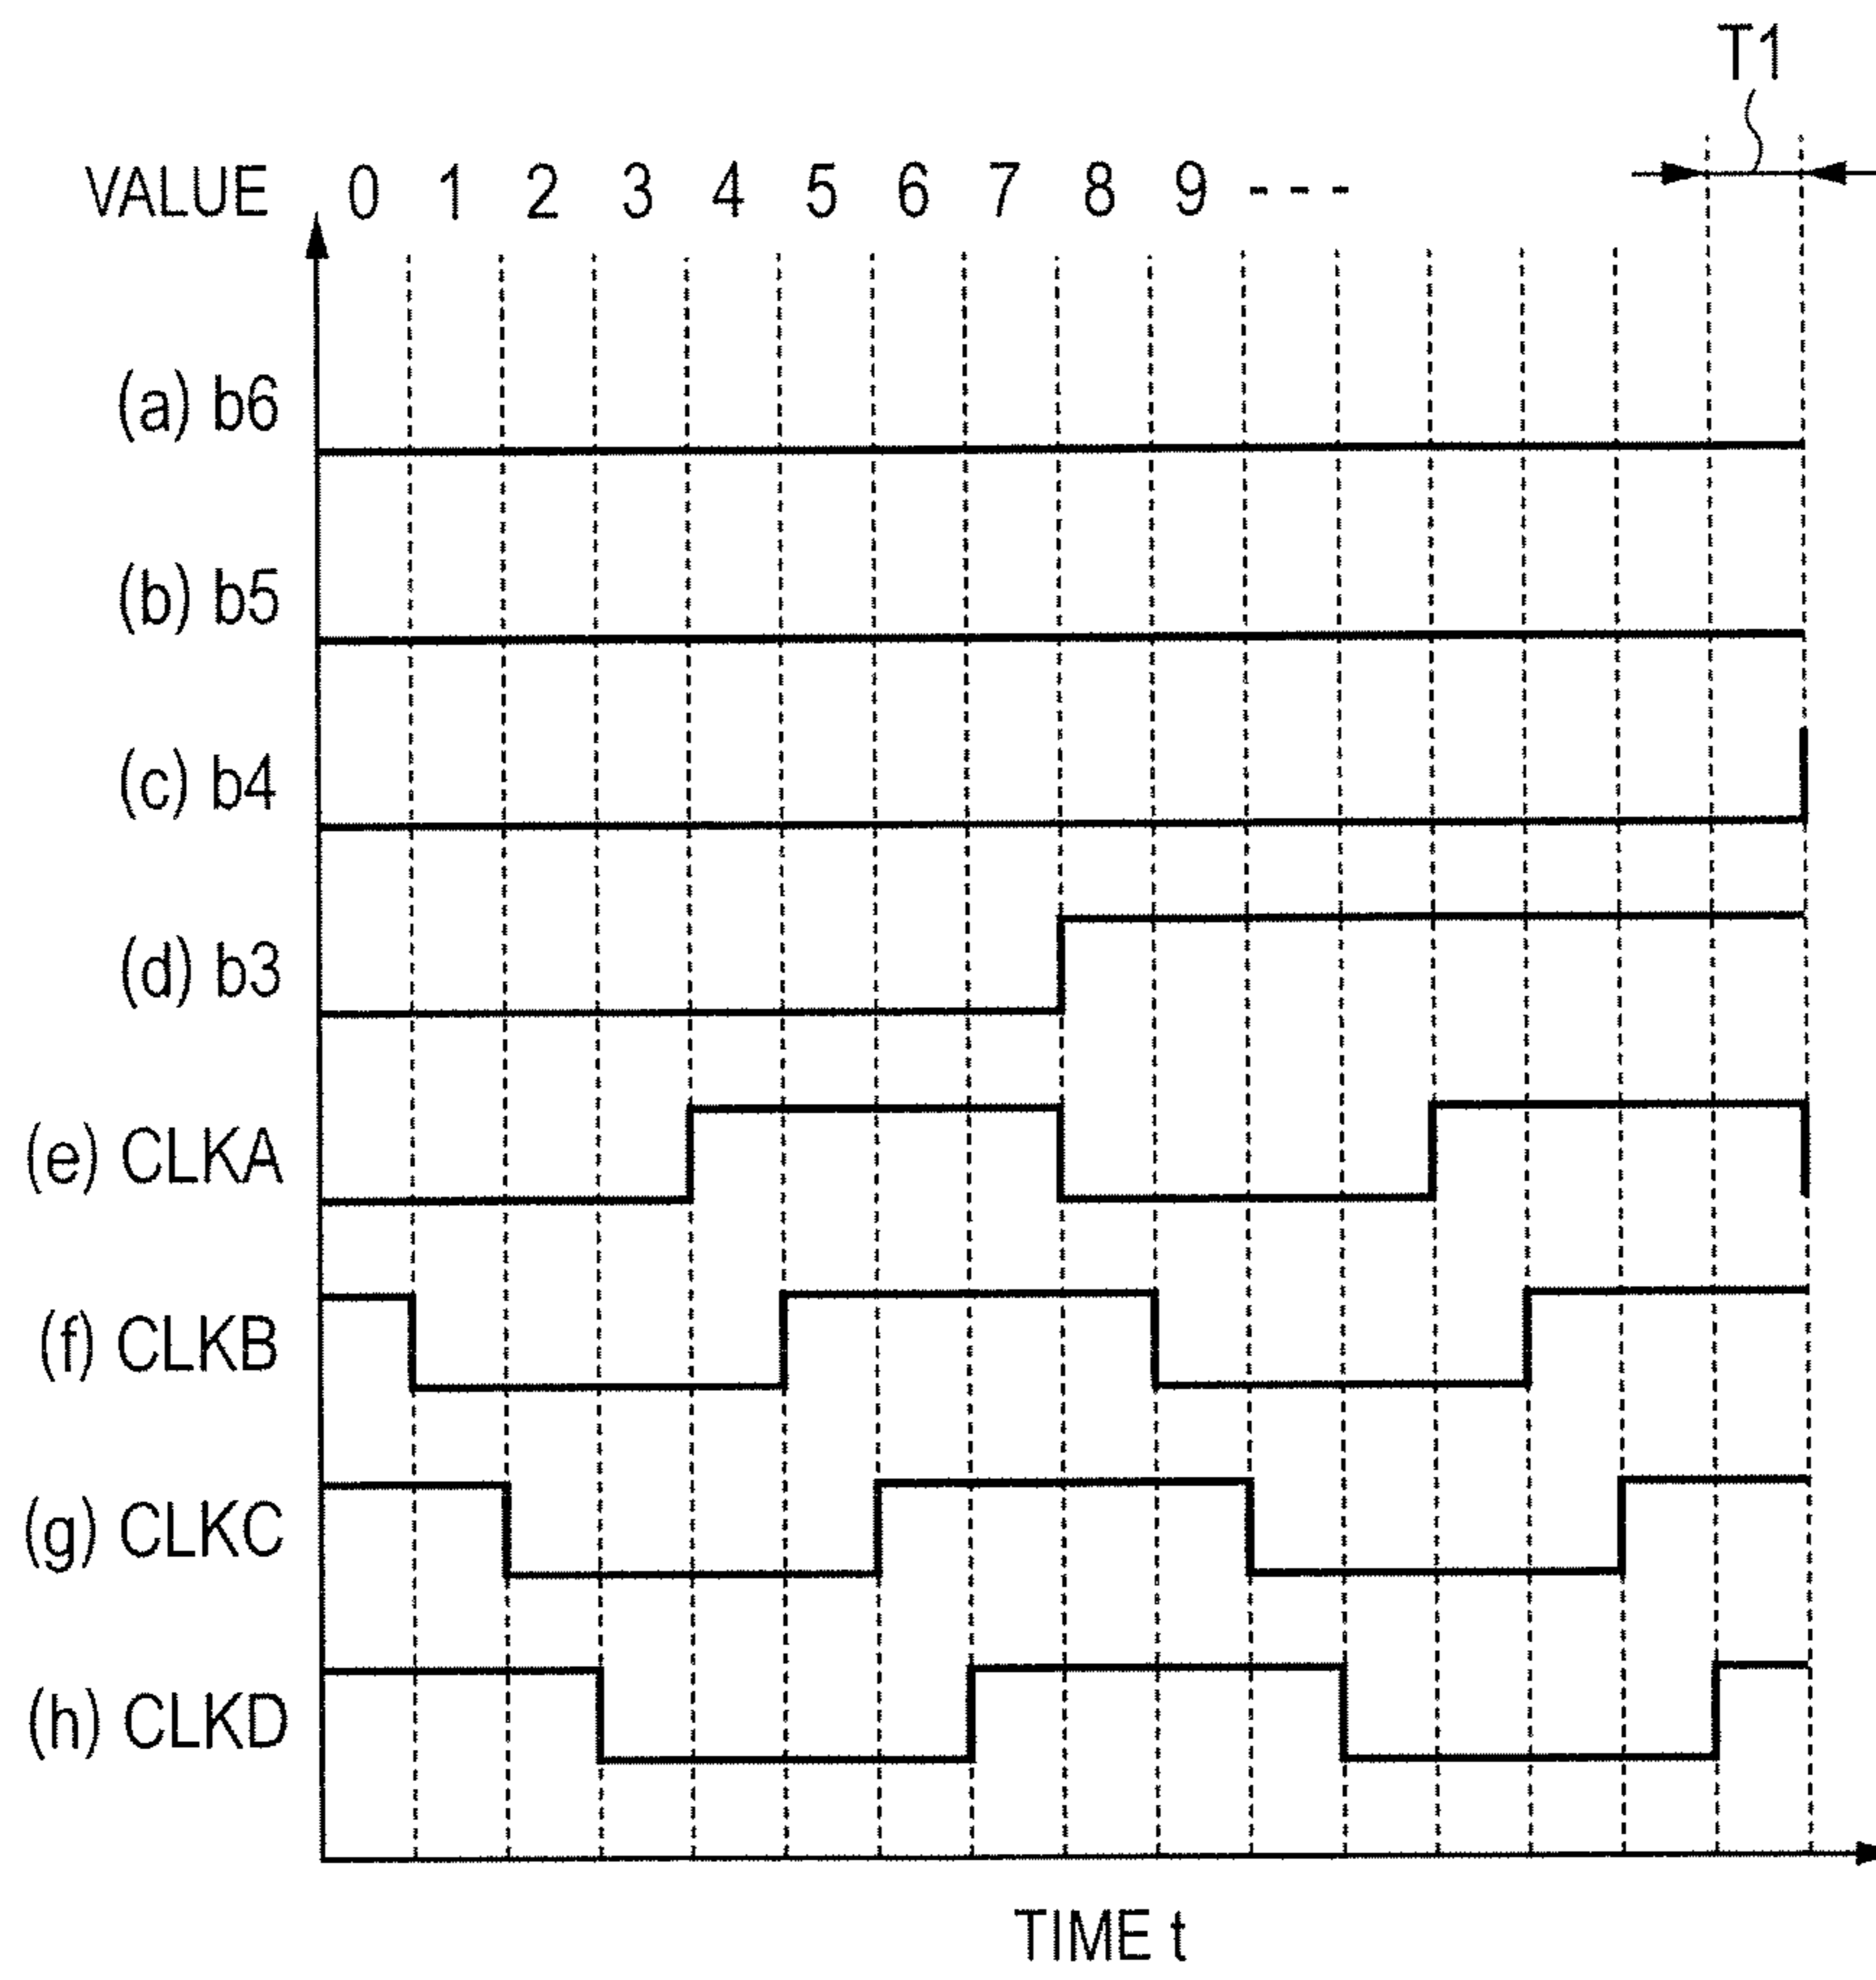 T1
VALUE 0 1 2 3 4 5 6 7 8 9 ---
(a) b6
(b) b5
(c) b4
(d) b3
(e) CLKA
(f) CLKB
(g) CLKC
(h) CLKD
TIME t